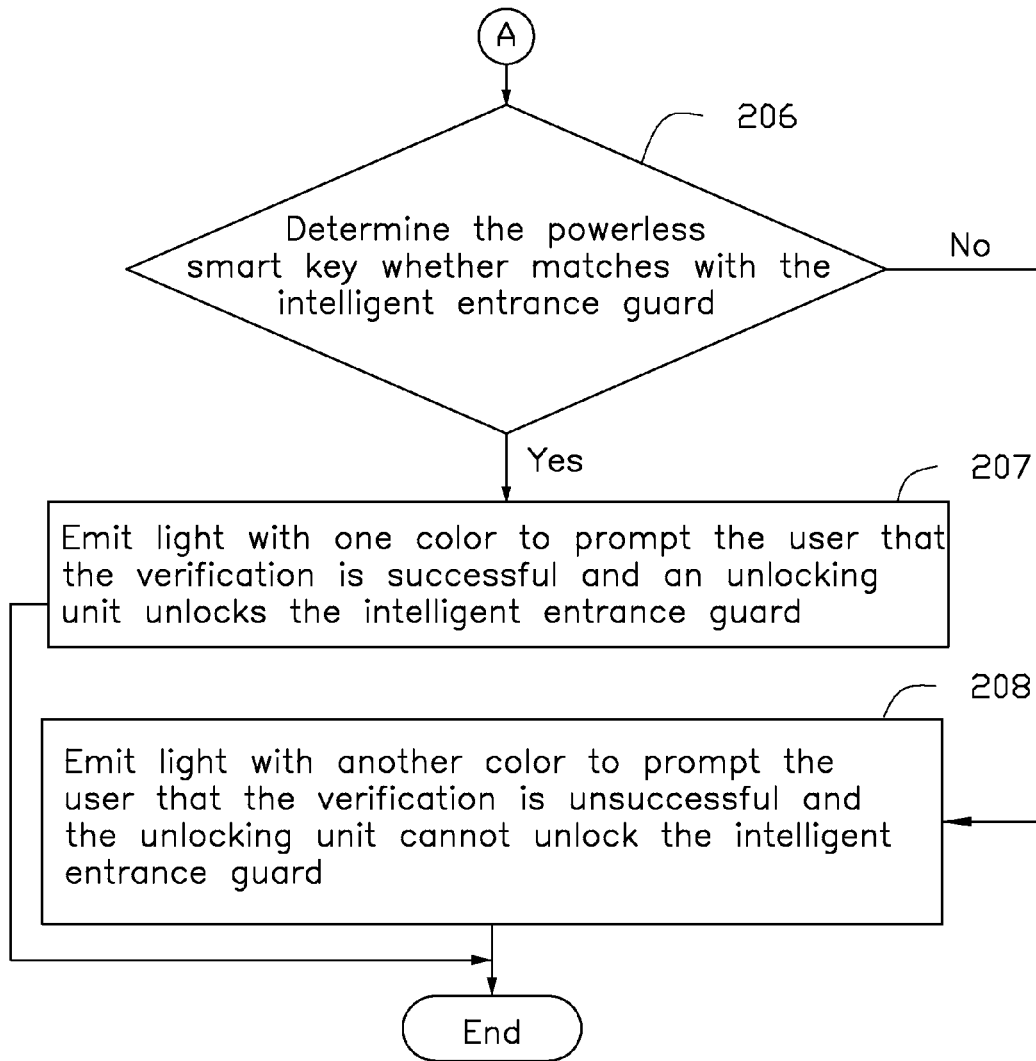 A
206
Determine the powerless
smart key whether matches with the
intelligent entrance guard
No
Yes
207
Emit light with one color to prompt the user that
the verification is successful and an unlocking
unit unlocks the intelligent entrance guard
208
Emit light with another color to prompt the
user that the verification is unsuccessful and
the unlocking unit cannot unlock the intelligent
entrance guard
End